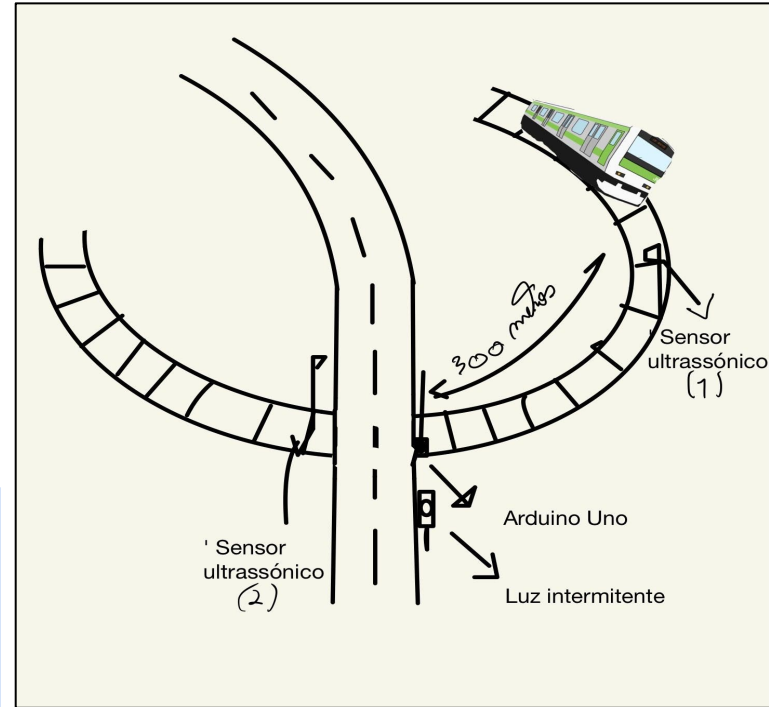 300 metros
' Sensor
ultrassónico
(1)
Arduino Uno
' Sensor
ultrassónico
(2)
Luz intermitente